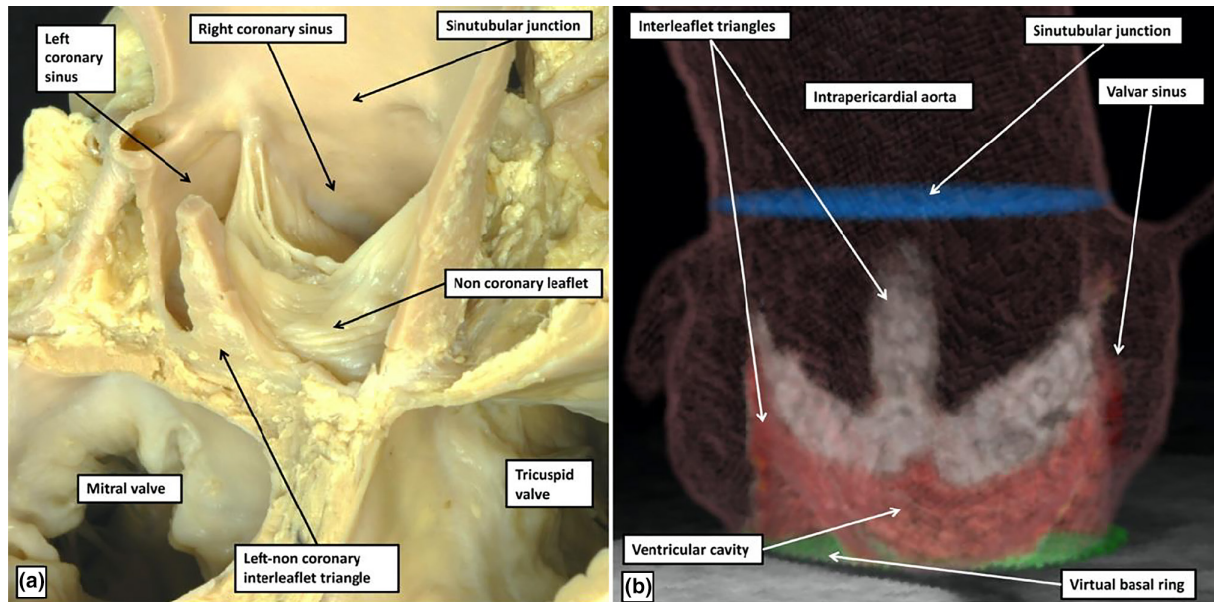 Right coronary sinus
Sinutubular junction
Left
coronary
sinus
Non coronary leaflet
Mitral valve
Tricuspid
valve
Left-non coronary
interleaflet triangle
(a)
Interleaflet triangles
Sinutubular junction
Intrapericardial aorta
Valvar sinus
Ventricular cavity
Virtual basal ring
(b)